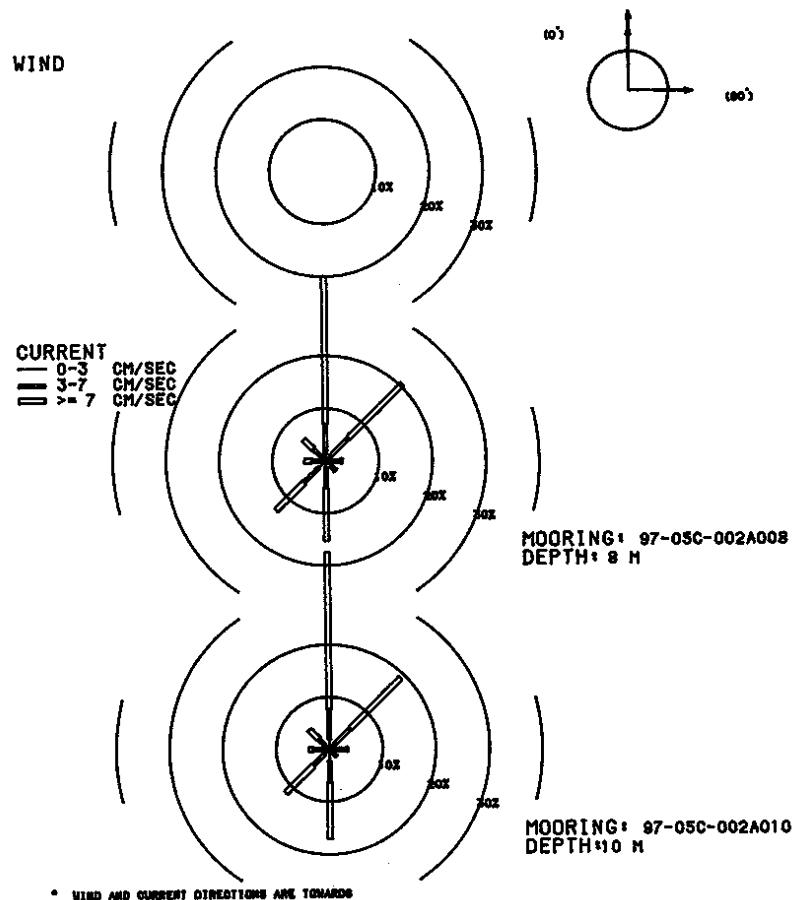 WIND
(0°)
(90°)
10%
20%
30%
CURRENT
0-3 CM/SEC
3-7 CM/SEC
>= 7 CM/SEC
10%
20%
30%
MOORING: 97-05C-002A008
DEPTH: 8 M
10%
20%
30%
MOORING: 97-05C-002A010
DEPTH:10 M
* WIND AND CURRENT DIRECTIONS ARE TOWARDS